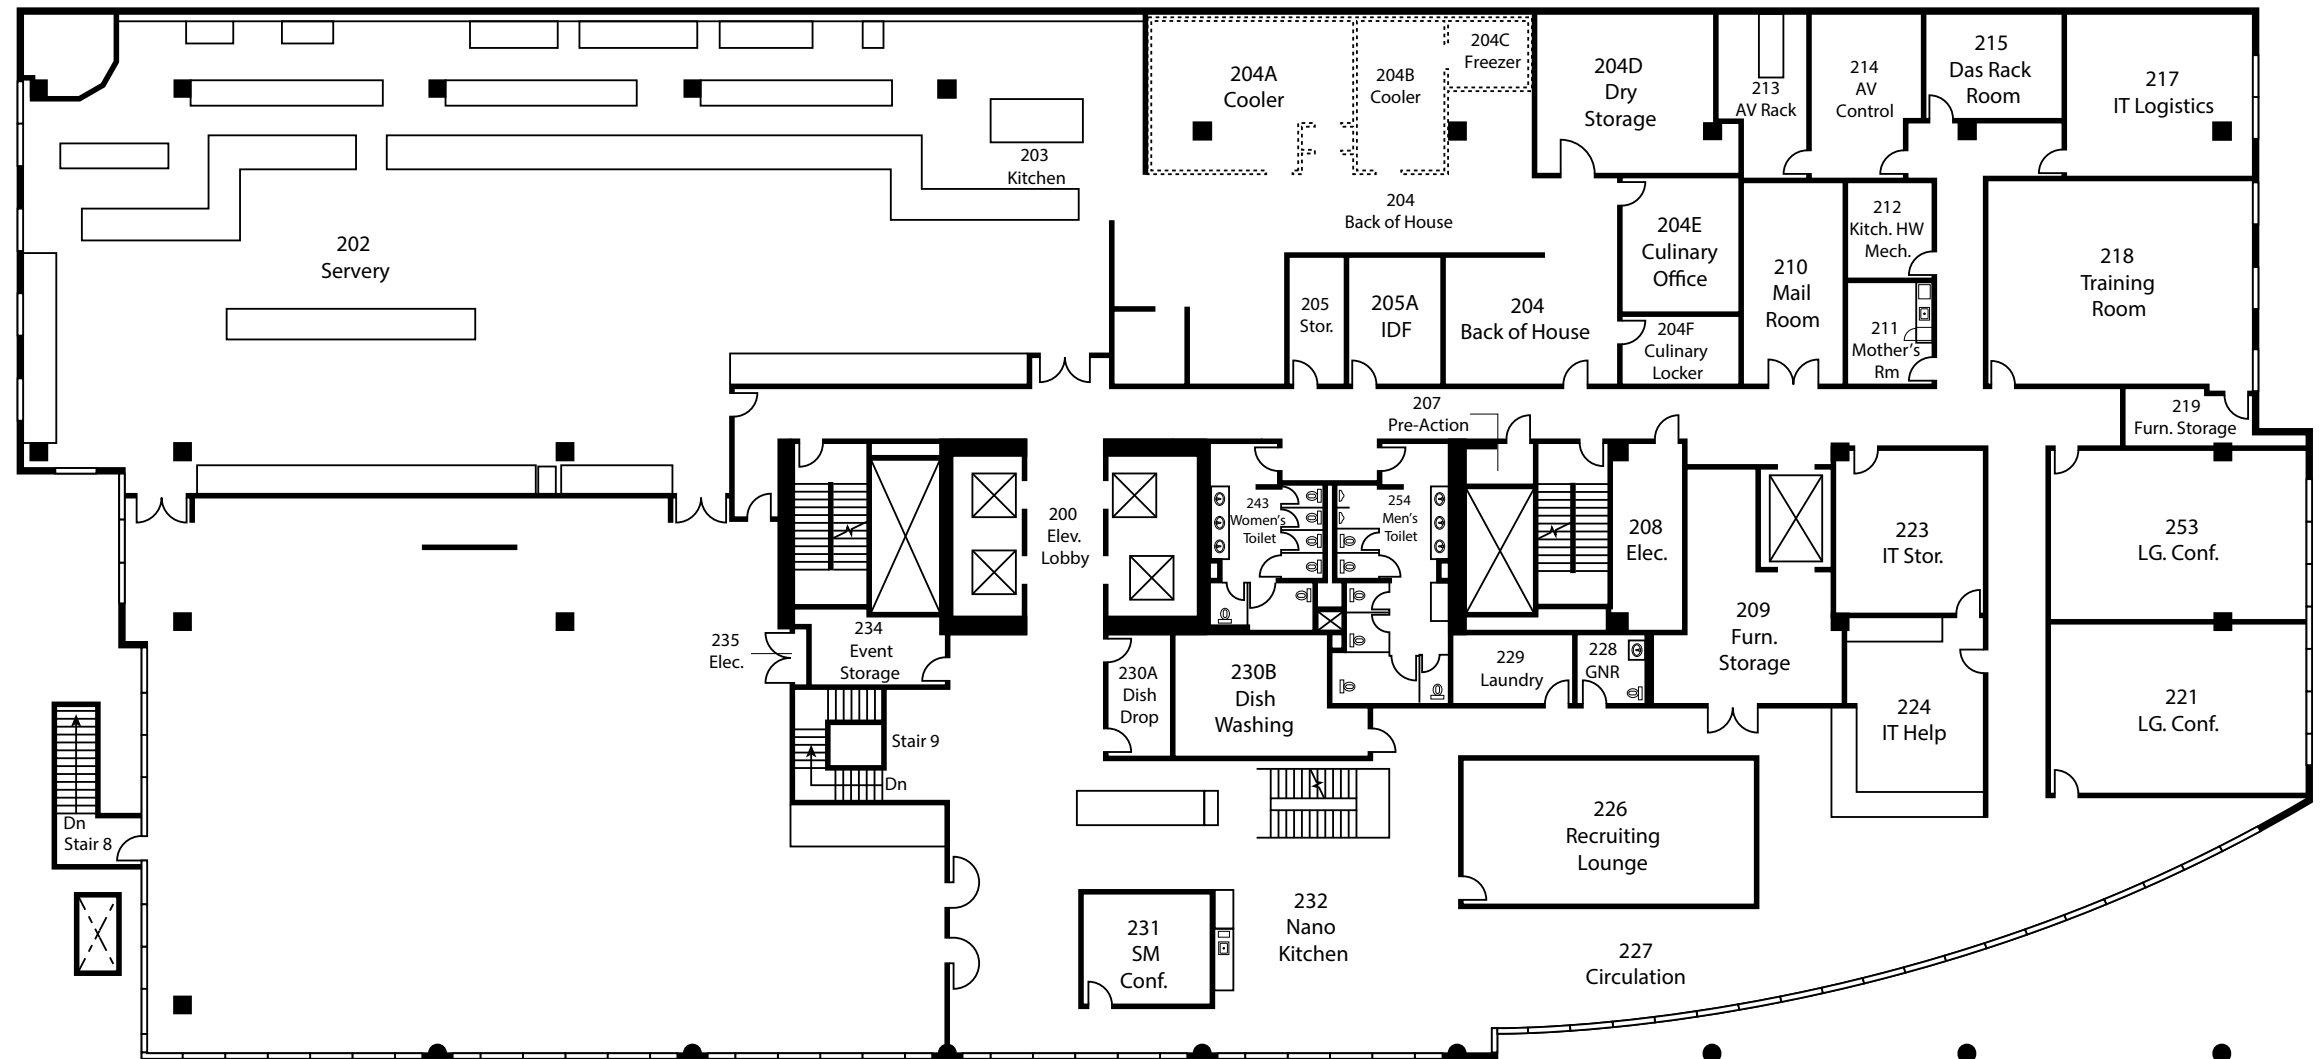 204A
Cooler
204B
Cooler
204C
Freezer
204D
Dry
Storage
213
AV Rack
214
AV
Control
215
Das Rack
Room
217
IT Logistics
203
Kitchen
202
Servery
204
Back of House
204E
Culinary
Office
210
Mail
Room
212
Kitch. HW
Mech.
218
Training
Room
205
Stor.
205A
IDF
204
Back of House
204F
Culinary
Locker
211
Mother's
Rm
207
Pre-Action
219
Furn. Storage
200
Elev.
Lobby
243
Women's
Toilet
254
Men's
Toilet
208
Elec.
223
IT Stor.
253
LG. Conf.
235
Elec.
234
Event
Storage
230A
Dish
Drop
230B
Dish
Washing
229
Laundry
228
GNR
209
Furn.
Storage
224
IT Help
221
LG. Conf.
Stair 9
Dn
Dn
Stair 8
226
Recruiting
Lounge
231
SM
Conf.
232
Nano
Kitchen
227
Circulation